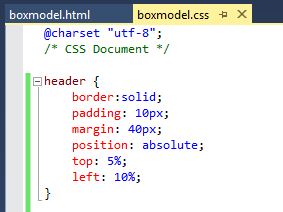 boxmodel.html boxmodel.css
@charset "utf-8";
/* CSS Document */
header {
border:solid;
padding: 10px;
margin: 40px;
position: absolute;
top: 5%;
left: 10%;
}